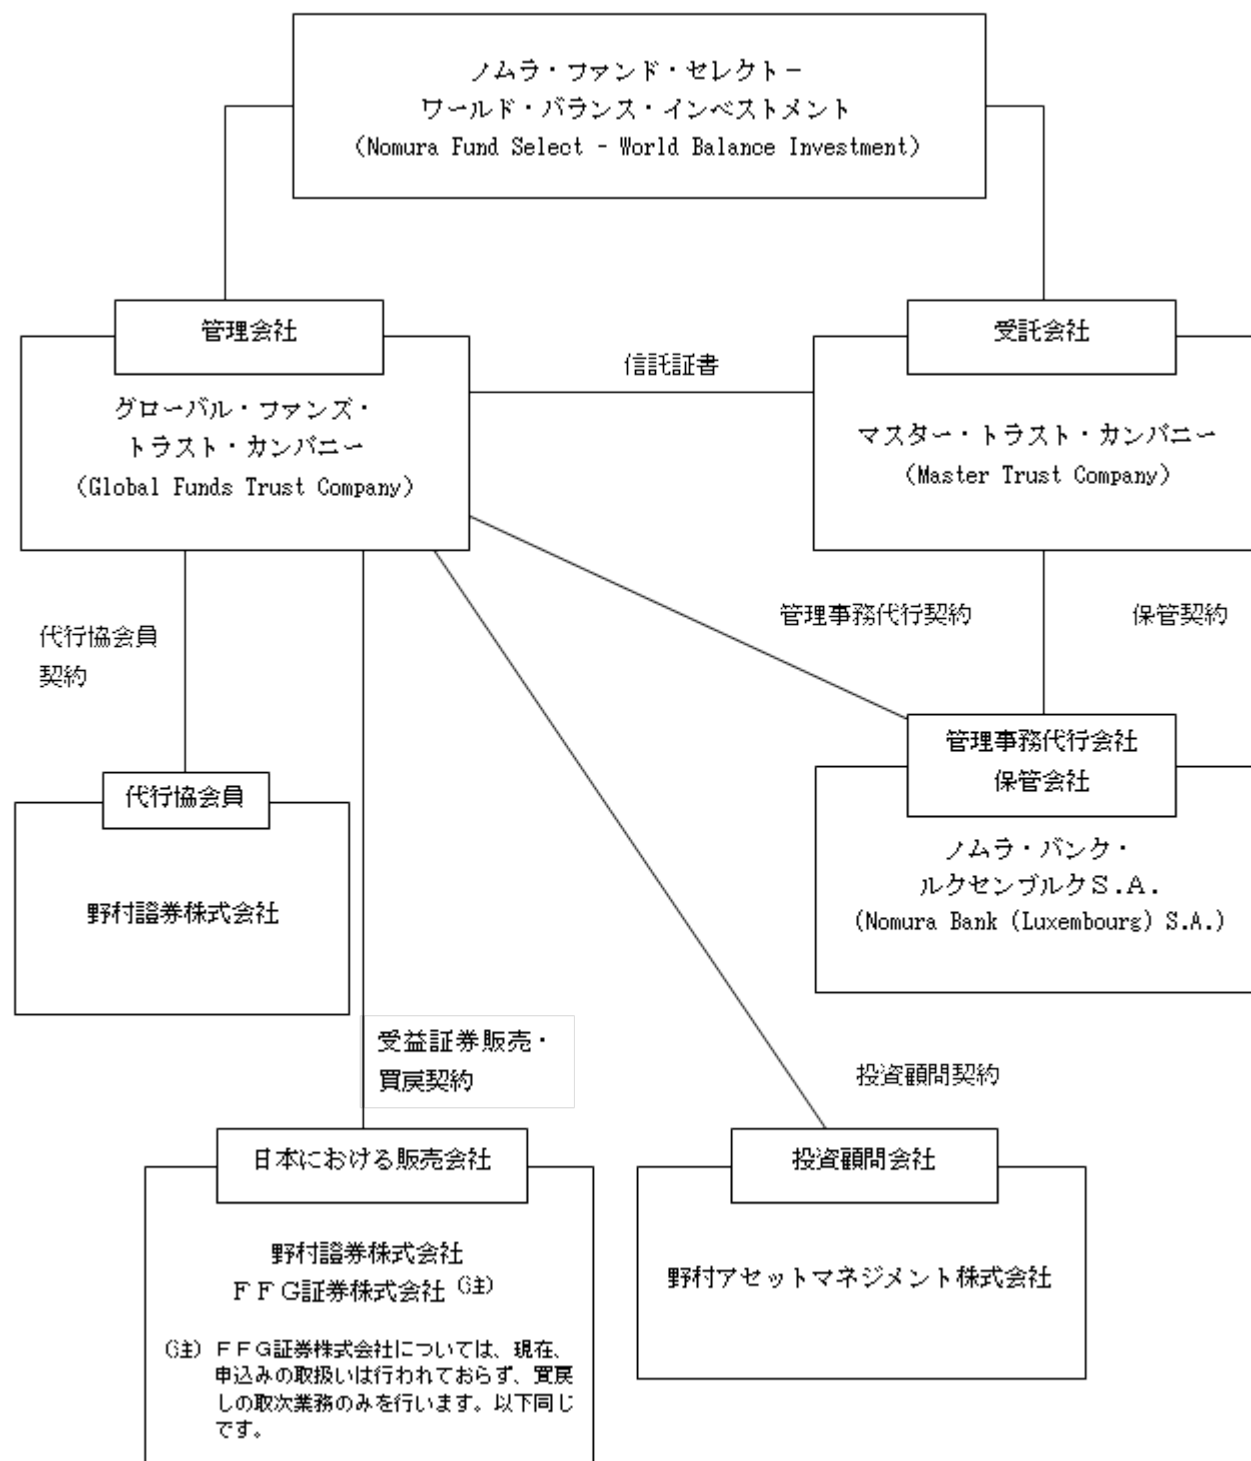 ノムラ・ファンド・セレクト－
ワールド・バランス・インベストメント
(Nomura Fund Select - World Balance Investment)
管理会社
受託会社
信託証書
グローバル・ファンズ・
トラスト・カンパニー
(Global Funds Trust Company)
マスター・トラスト・カンパニー
(Master Trust Company)
代行協会員
契約
管理事務代行契約
保管契約
管理事務代行会社
保管会社
代行協会員
野村證券株式会社
ノムラ・バンク・
ルクセンブルクＳ.Ａ.
(Nomura Bank (Luxembourg) S.A.)
受益証券販売・
買戻契約
投資顧問契約
日本における販売会社
投資顧問会社
野村證券株式会社
ＦＦＧ証券株式会社(注)
野村アセットマネジメント株式会社
(注) ＦＦＧ証券株式会社については、現在、
申込みの取扱いは行われておらず、買戻
しの取次業務のみを行います。以下同じ
です。